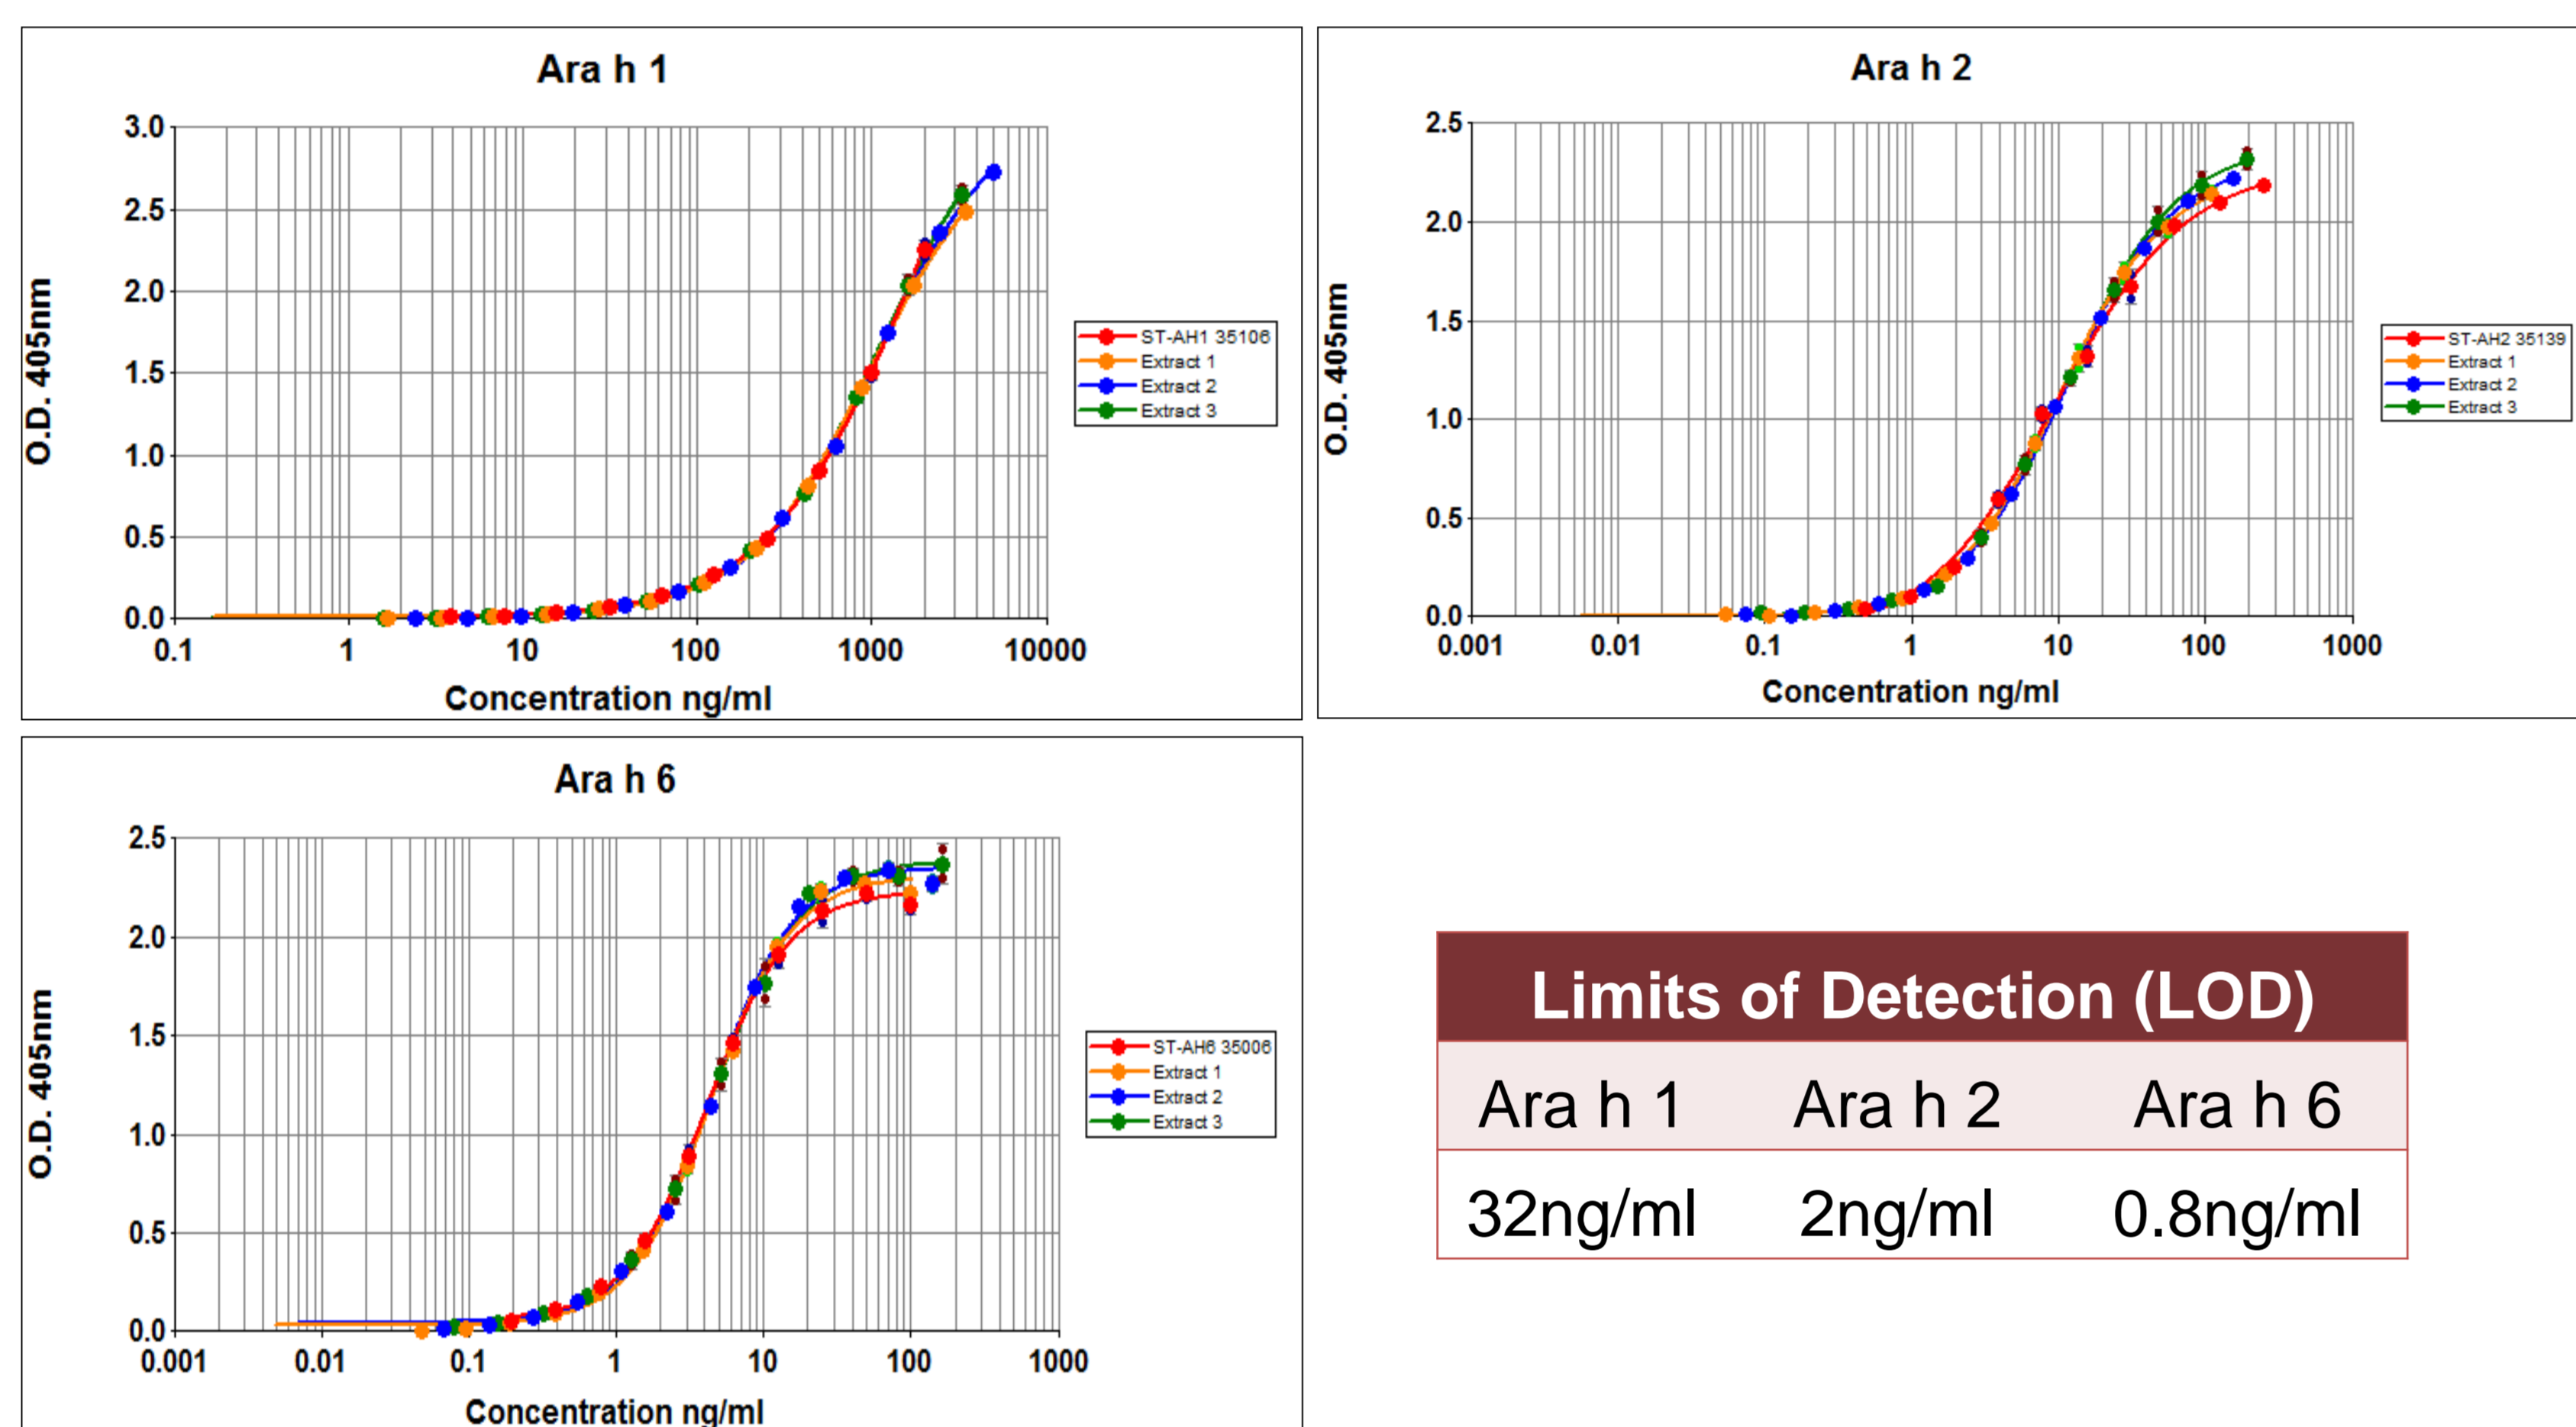 Ara h 1
3.0
2.5
2.0
1.5
1.0
0.5
0.0
0.1 1 10 100 1000 10000
O.D. 405nm
Concentration ng/ml
ST-AH1 35106
Extract 1
Extract 2
Extract 3
Ara h 2
2.5
2.0
1.5
1.0
0.5
0.0
0.001 0.01 0.1 1 10 100 1000
O.D. 405nm
Concentration ng/ml
ST-AH2 35139
Extract 1
Extract 2
Extract 3
Ara h 6
2.5
2.0
1.5
1.0
0.5
0.0
0.001 0.01 0.1 1 10 100 1000
O.D. 405nm
Concentration ng/ml
ST-AH6 35006
Extract 1
Extract 2
Extract 3
Limits of Detection (LOD)
Ara h 1 Ara h 2 Ara h 6
32ng/ml 2ng/ml 0.8ng/ml